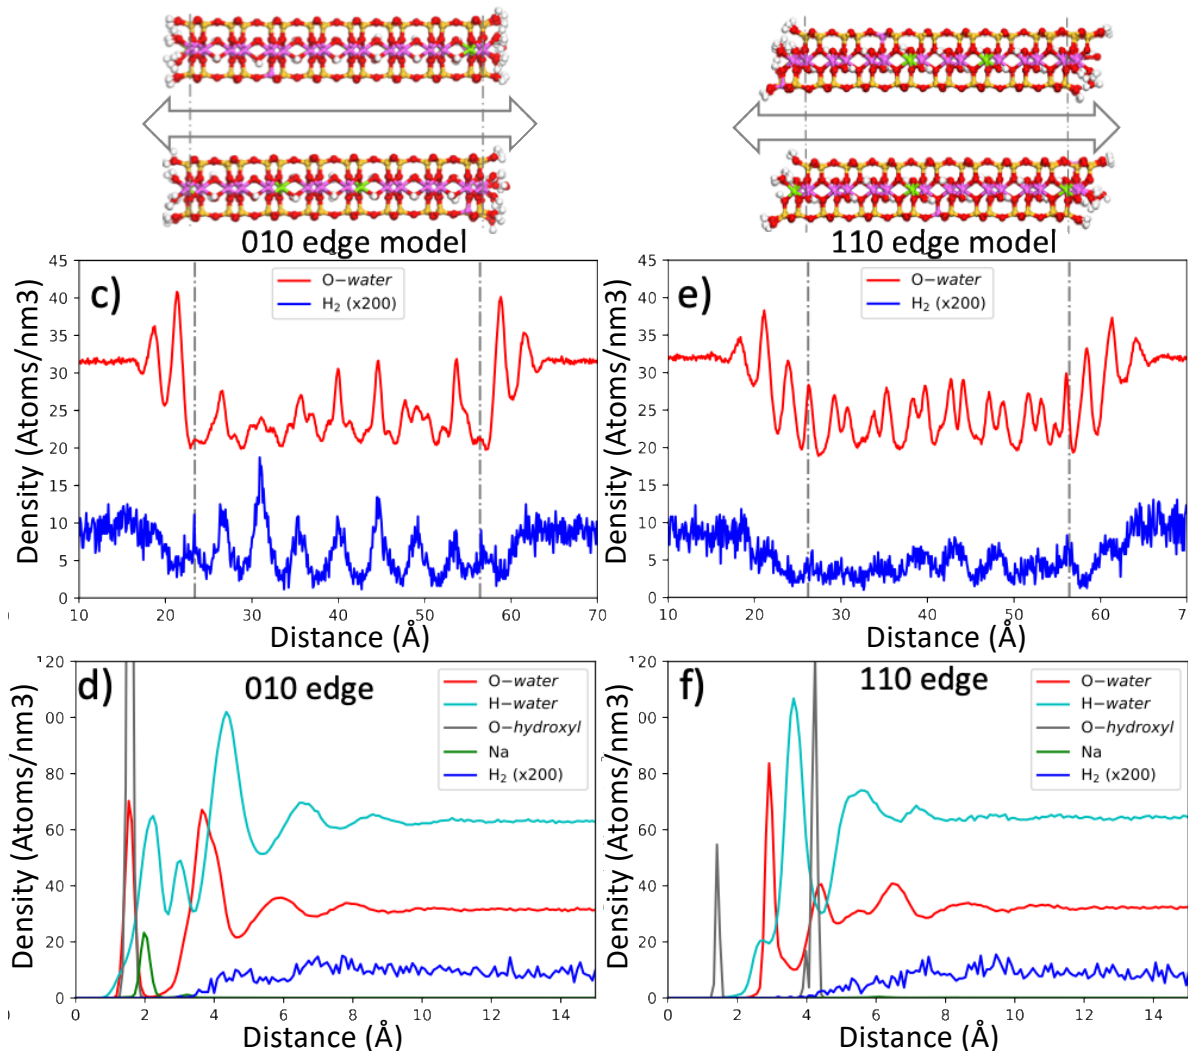 010 edge model
110 edge model
c)
O−water
H2 (x200)
45
40
35
30
25
20
15
10
5
0
Density (Atoms/nm3)
10 20 30 40 50 60 70
Distance (Å)
e)
O−water
H2 (x200)
45
40
35
30
25
20
15
10
5
0
Density (Atoms/nm3)
10 20 30 40 50 60 7
Distance (Å)
d)
010 edge
O−water
H−water
O−hydroxyl
Na
H2 (x200)
120
00
80
60
40
20
0
Density (Atoms/nm3)
0 2 4 6 8 10 12 14
Distance (Å)
f)
110 edge
O−water
H−water
O−hydroxyl
Na
H2 (x200)
120
00
80
60
40
20
0
Density (Atoms/nm3)
0 2 4 6 8 10 12 14
Distance (Å)